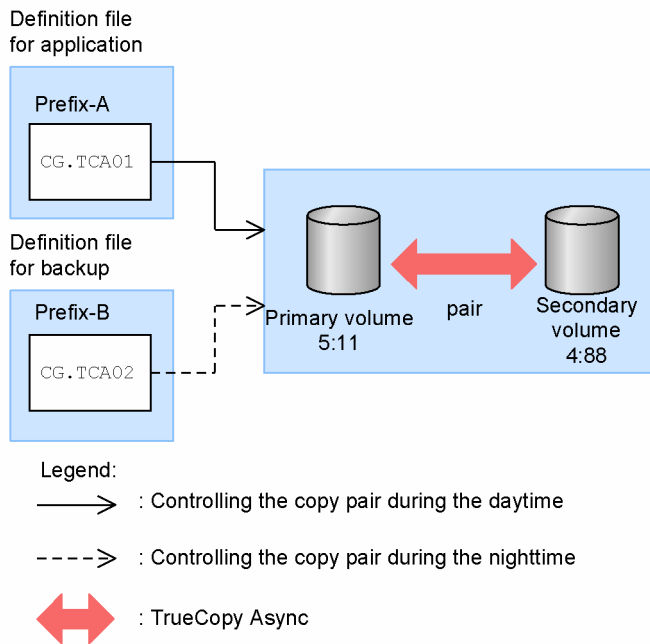 Definition file
for application
Prefix-A
CG.TCA01
Definition file
for backup
Prefix-B
CG.TCA02
Primary volume
5:11
pair
Secondary
volume
4:88
Legend:
: Controlling the copy pair during the daytime
: Controlling the copy pair during the nighttime
: TrueCopy Async